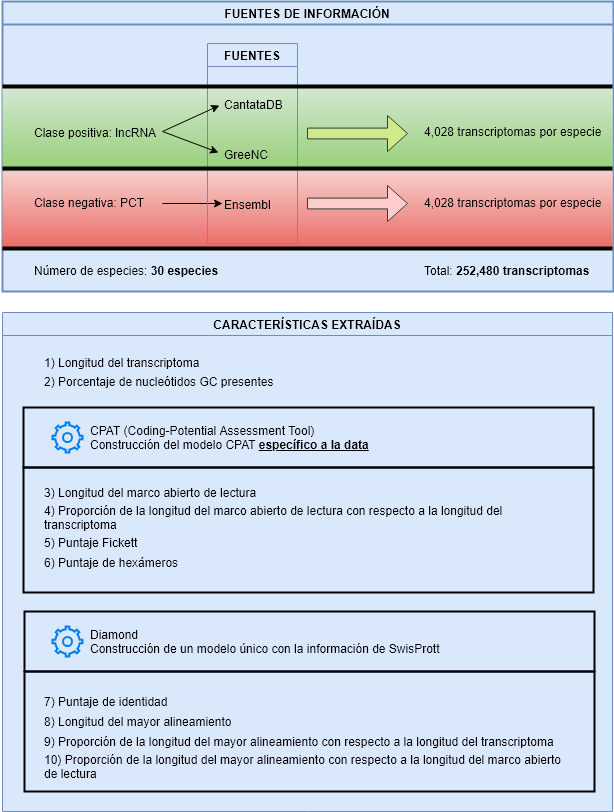 FUENTES DE INFORMACIÓN
FUENTES
Clase positiva: lncRNA
CantataDB
GreeNC
4,028 transcriptomas por especie
Clase negativa: PCT
Ensembl
4,028 transcriptomas por especie
Número de especies: 30 especies
Total: 252,480 transcriptomas
CARACTERÍSTICAS EXTRAÍDAS
1) Longitud del transcriptoma
2) Porcentaje de nucleótidos GC presentes
CPAT (Coding-Potential Assessment Tool)
Construcción del modelo CPAT específico a la data
3) Longitud del marco abierto de lectura
4) Proporción de la longitud del marco abierto de lectura con respecto a la longitud del
transcriptoma
5) Puntaje Fickett
6) Puntaje de hexámeros
Diamond
Construcción de un modelo único con la información de SwisPrott
7) Puntaje de identidad
8) Longitud del mayor alineamiento
9) Proporción de la longitud del mayor alineamiento con respecto a la longitud del transcriptoma
10) Proporción de la longitud del mayor alineamiento con respecto a la longitud del marco abierto
de lectura